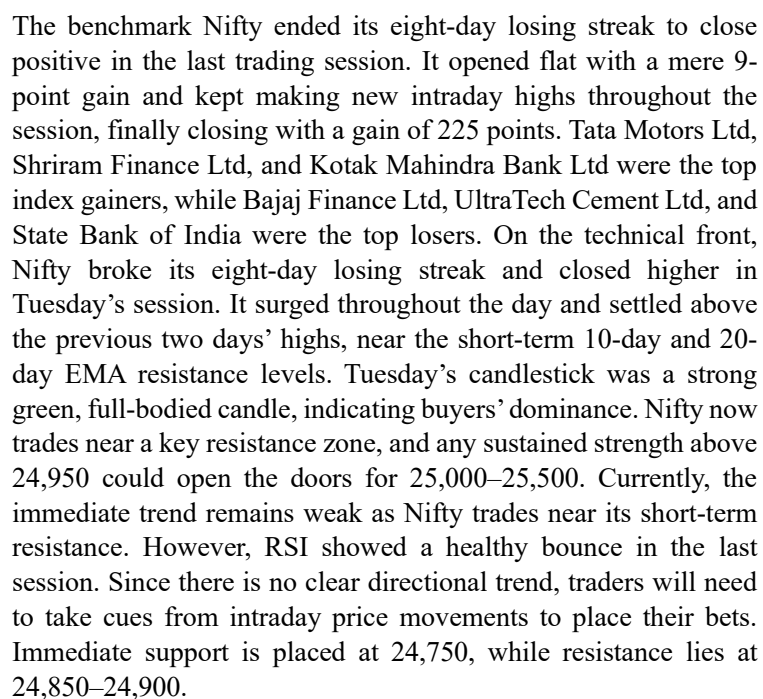 The benchmark Nifty ended its eight-day losing streak to close
positive in the last trading session. It opened flat with a mere 9-
point gain and kept making new intraday highs throughout the
session, finally closing with a gain of 225 points. Tata Motors Ltd,
Shriram Finance Ltd, and Kotak Mahindra Bank Ltd were the top
index gainers, while Bajaj Finance Ltd, UltraTech Cement Ltd, and
State Bank of India were the top losers. On the technical front,
Nifty broke its eight-day losing streak and closed higher in
Tuesday’s session. It surged throughout the day and settled above
the previous two days’ highs, near the short-term 10-day and 20-
day EMA resistance levels. Tuesday’s candlestick was a strong
green, full-bodied candle, indicating buyers’ dominance. Nifty now
trades near a key resistance zone, and any sustained strength above
24,950 could open the doors for 25,000–25,500. Currently, the
immediate trend remains weak as Nifty trades near its short-term
resistance. However, RSI showed a healthy bounce in the last
session. Since there is no clear directional trend, traders will need
to take cues from intraday price movements to place their bets.
Immediate support is placed at 24,750, while resistance lies at
24,850–24,900.